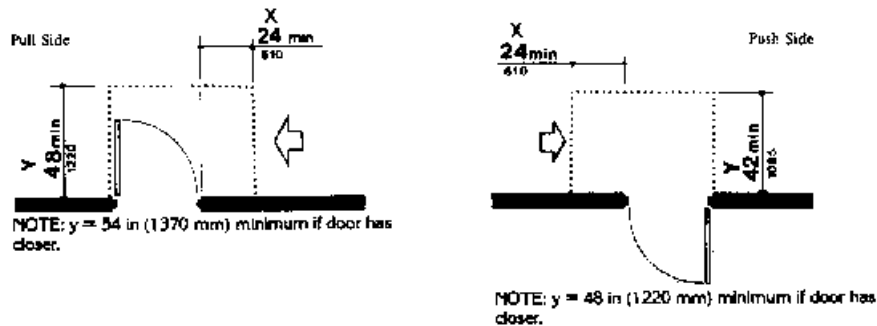 Pull Side
X
24 min
610
Y
48 min
1220
NOTE: y = 54 in (1370 mm) minimum if door has
closer.
X
24 min
610
Push Side
Y
42 min
1065
NOTE: y = 48 in (1220 mm) minimum if door has
closer.